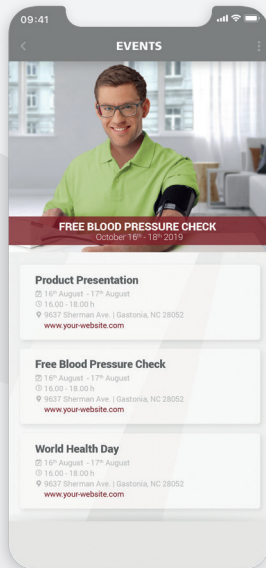 09:41
EVENTS
FREE BLOOD PRESSURE CHECK
October 16th - 18th 2019
Product Presentation
16th August - 17th August
16.00 - 18.00 h
9637 Sherman Ave. | Gastonia, NC 28052
www.your-website.com
Free Blood Pressure Check
16th August - 17th August
16.00 - 18.00 h
9637 Sherman Ave. | Gastonia, NC 28052
www.your-website.com
World Health Day
16th August - 17th August
16.00 - 18.00 h
9637 Sherman Ave. | Gastonia, NC 28052
www.your-website.com